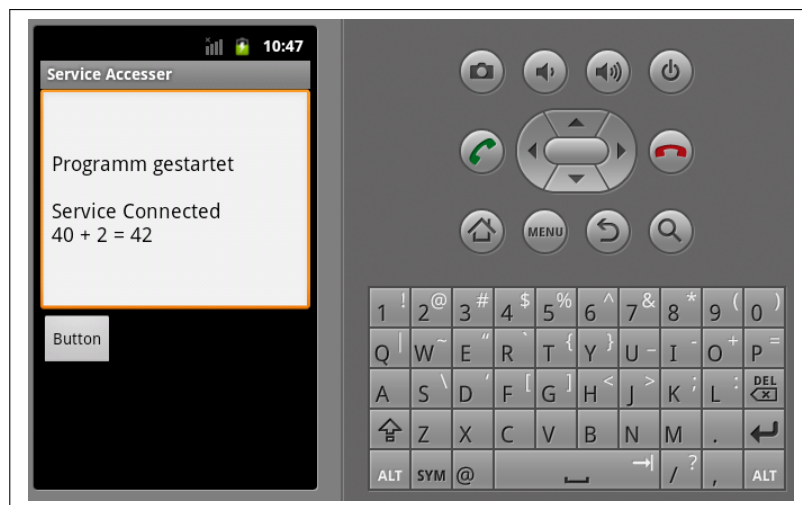 10:47
Service Accesser
Programm gestartet
Service Connected
40 + 2 = 42
Button
MENU
1 ! 2 @ 3 # 4 $ 5 % 6 ^ 7 & 8 * 9 ( 0 )
Q | W ~ E “ R ` T { Y } U _ I - O + P =
A S \ D ‘ F [ G ] H < J > K ; L : DEL
Z X C V B N M .
ALT SYM @ / ? , ALT